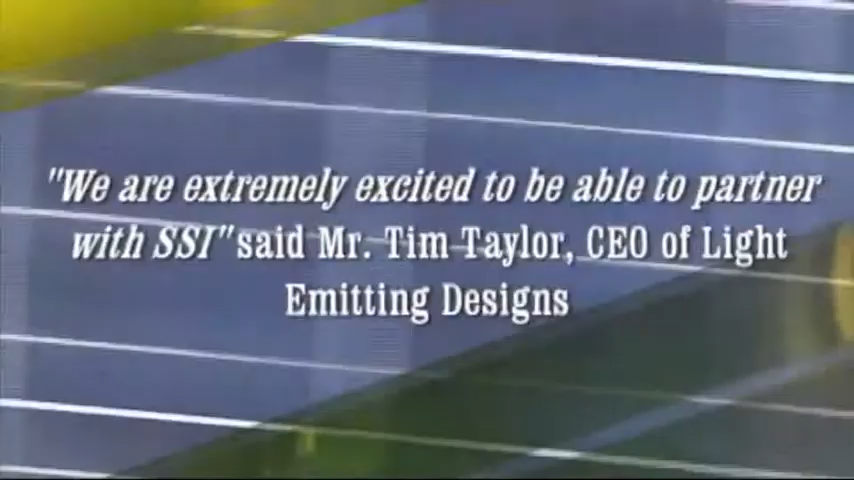 "We are extremely excited to be able to partner
with SSI" said Mr. Tim Taylor, CEO of Light
Emitting Designs